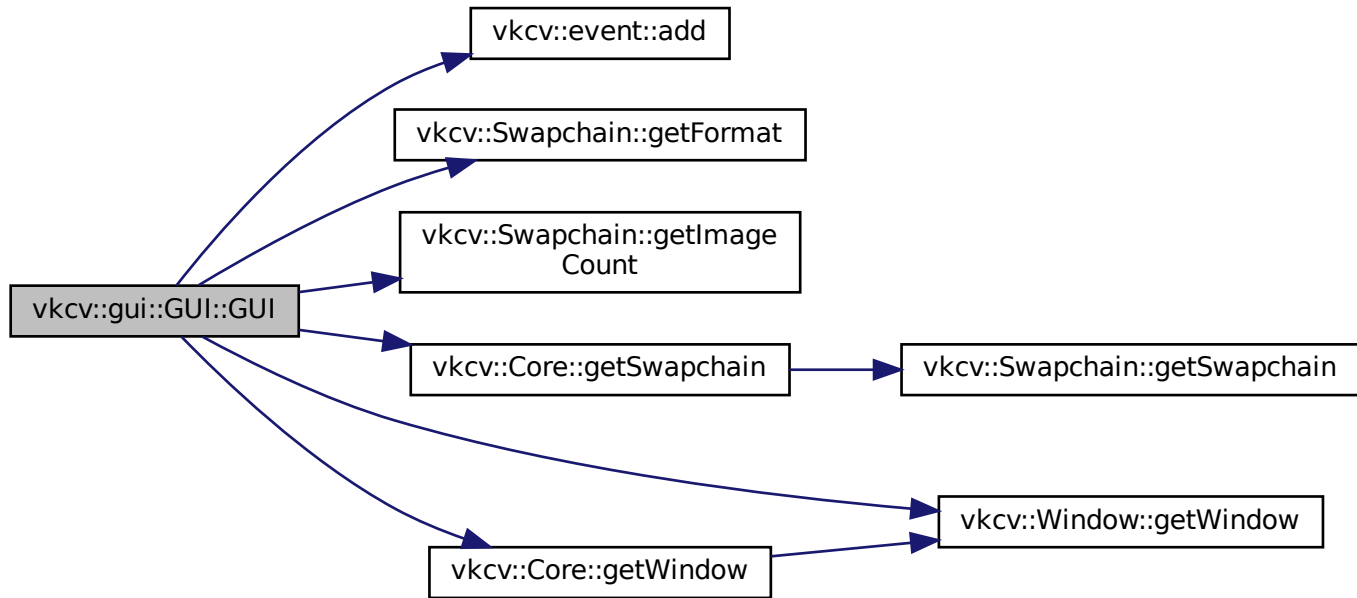 vkcv::event::add
vkcv::Swapchain::getFormat
vkcv::Swapchain::getImage
Count
vkcv::gui::GUI::GUI
vkcv::Core::getSwapchain
vkcv::Swapchain::getSwapchain
vkcv::Window::getWindow
vkcv::Core::getWindow